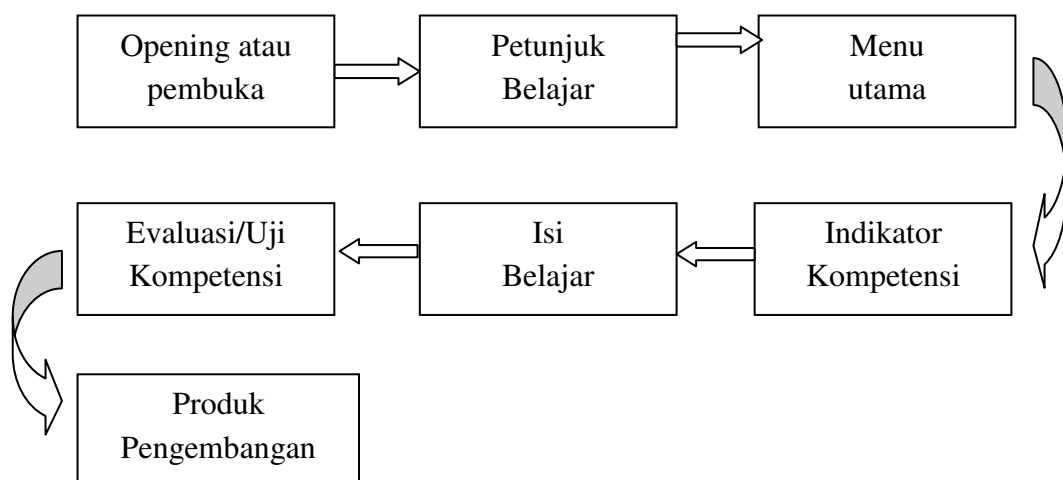 Opening atau
pembuka
Petunjuk
Belajar
Menu
utama
Indikator
Kompetensi
Isi
Belajar
Evaluasi/Uji
Kompetensi
Produk
Pengembangan